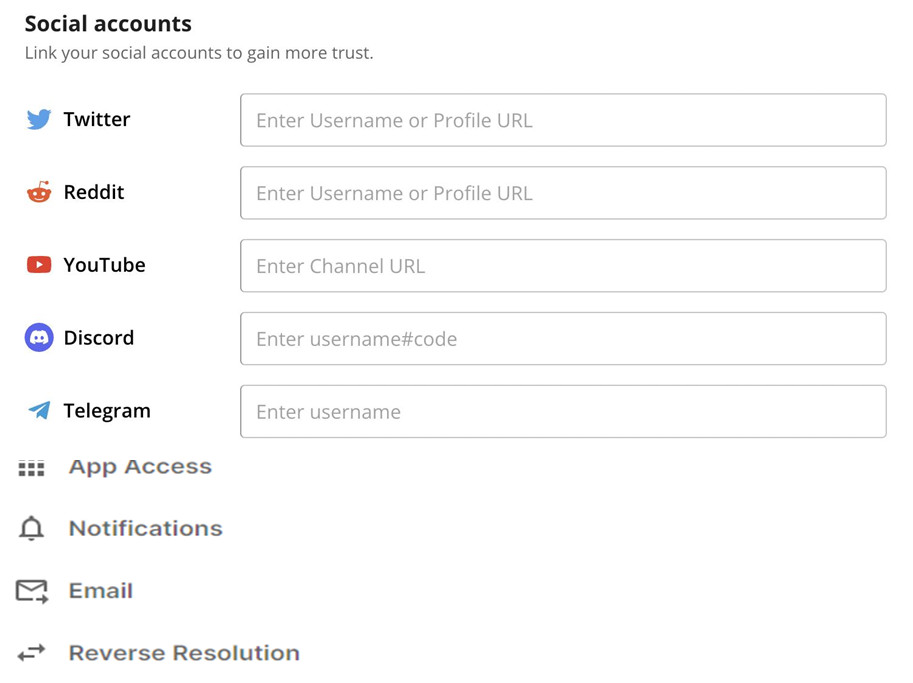 Social accounts
Link your social accounts to gain more trust.
Twitter Enter Username or Profile URL
Reddit Enter Username or Profile URL
YouTube Enter Channel URL
Discord Enter username#code
Telegram Enter username
App Access
Notifications
Email
Reverse Resolution